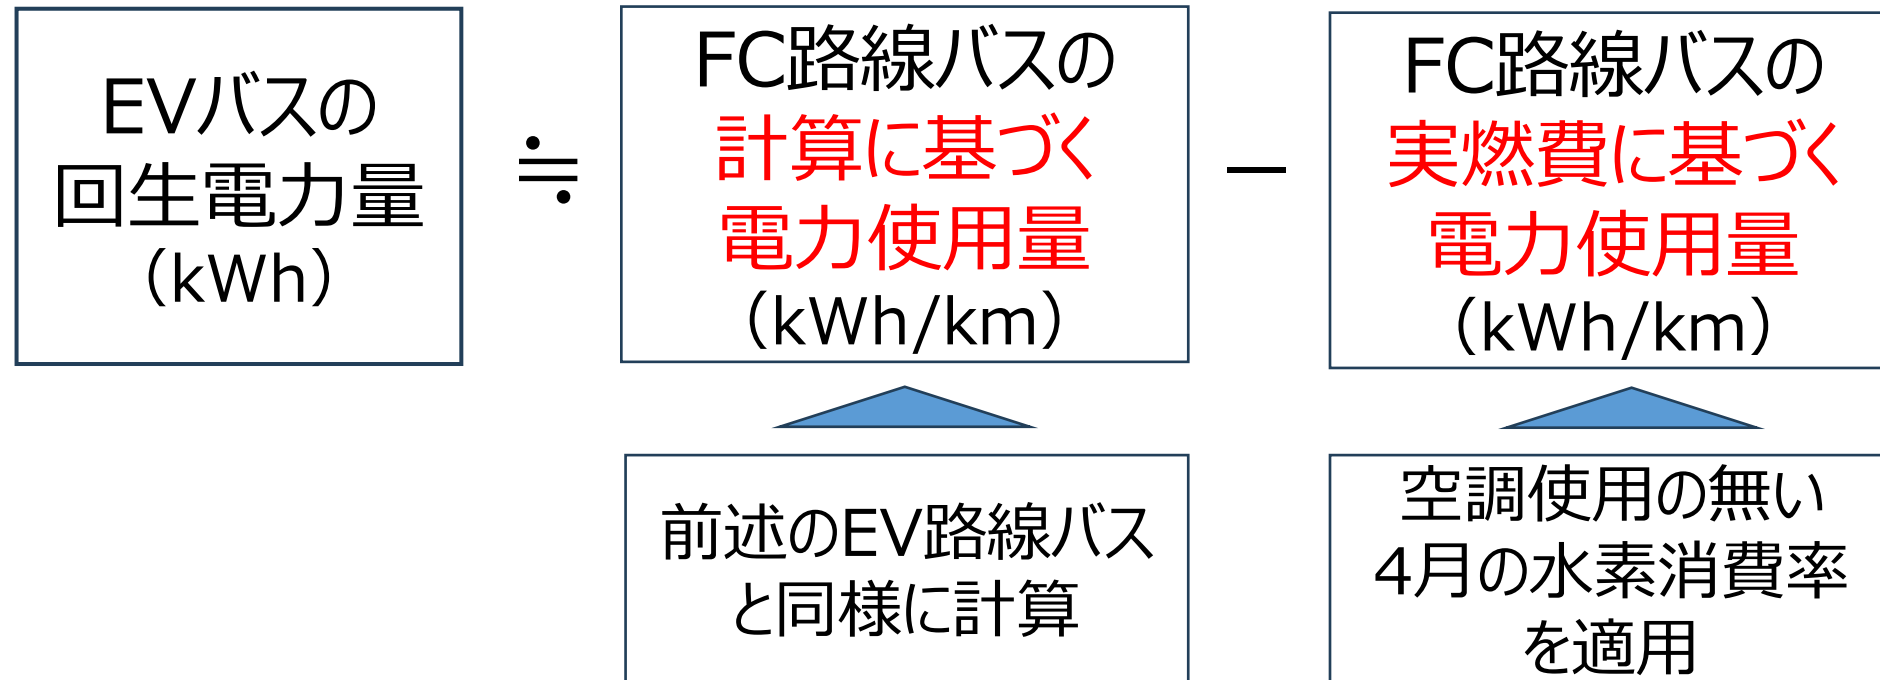 EVバスの
回生電力量
（kWh）
≒
FC路線バスの
計算に基づく
電力使用量
（kWh/km）
－
FC路線バスの
実燃費に基づく
電力使用量
（kWh/km）
前述のEV路線バス
と同様に計算
空調使用の無い
4月の水素消費率
を適用